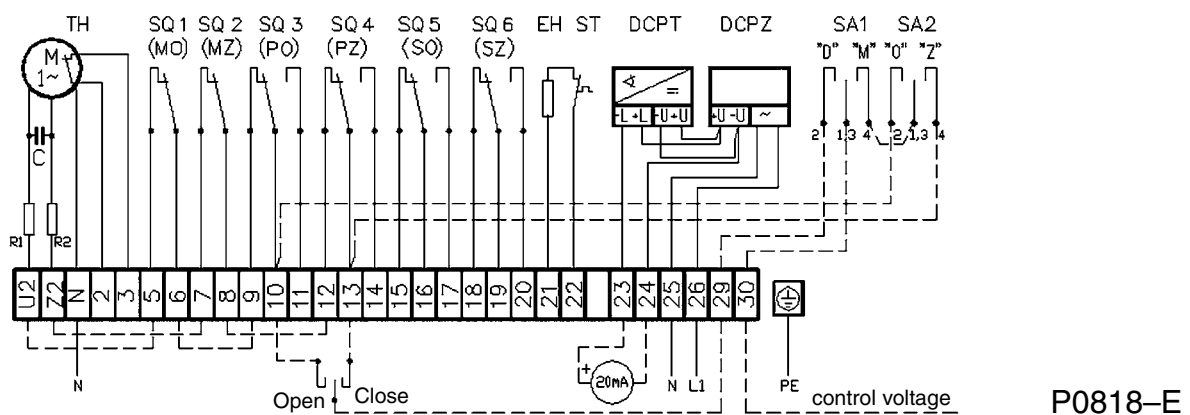 TH SQ 1 SQ 2 SQ 3 SQ 4 SQ 5 SQ 6 EH ST DCPT DCPZ SA1 SA2
(MO) (MZ) (PO) (PZ) (SO) (SZ) "D" "M" "O" "Z"
M
1~
-L +L -U +U +U -U ~
2 1,3 4 2 1,3 4
C
R1 R2
U2 Z2 N 2 3 5 6 7 8 9 10 11 12 13 14 15 16 17 18 19 20 21 22 23 24 25 26 29 30
N + 20mA N L1 PE
Open Close control voltage P0818–E